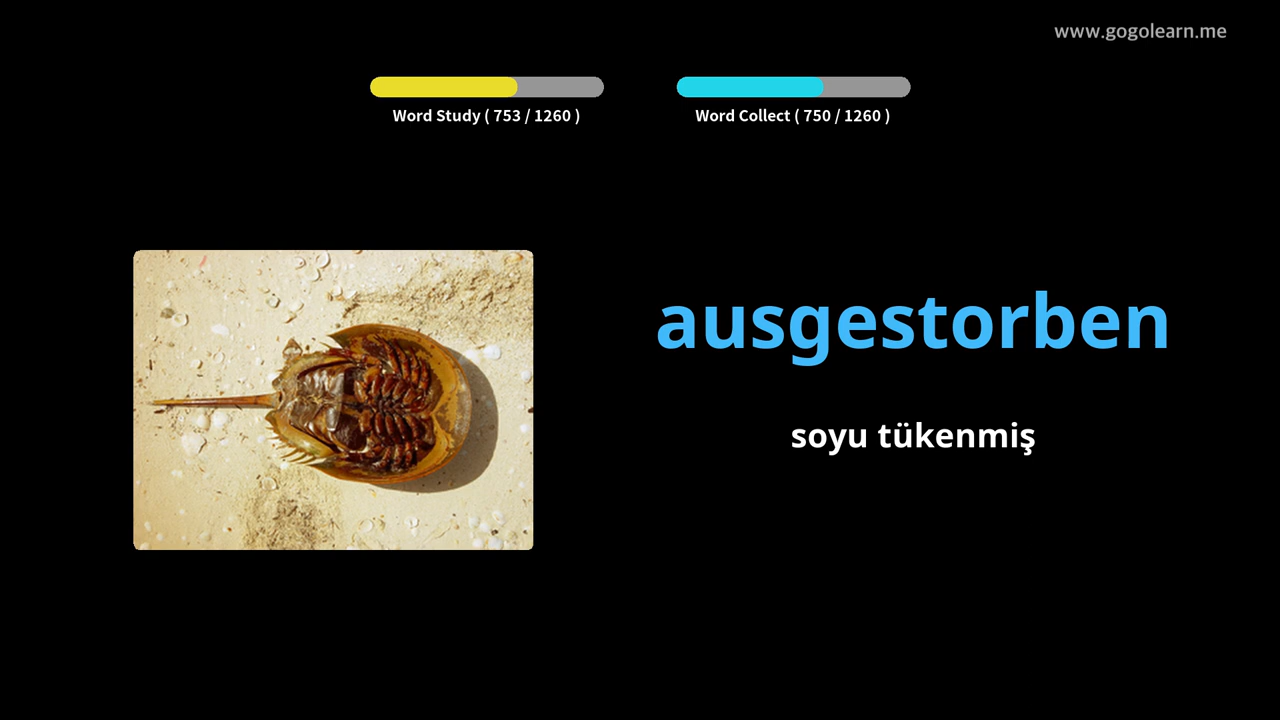 www.gogolearn.me
Word Study ( 753 / 1260 )
Word Collect ( 750 / 1260 )
ausgestorben
soyu tükenmiş